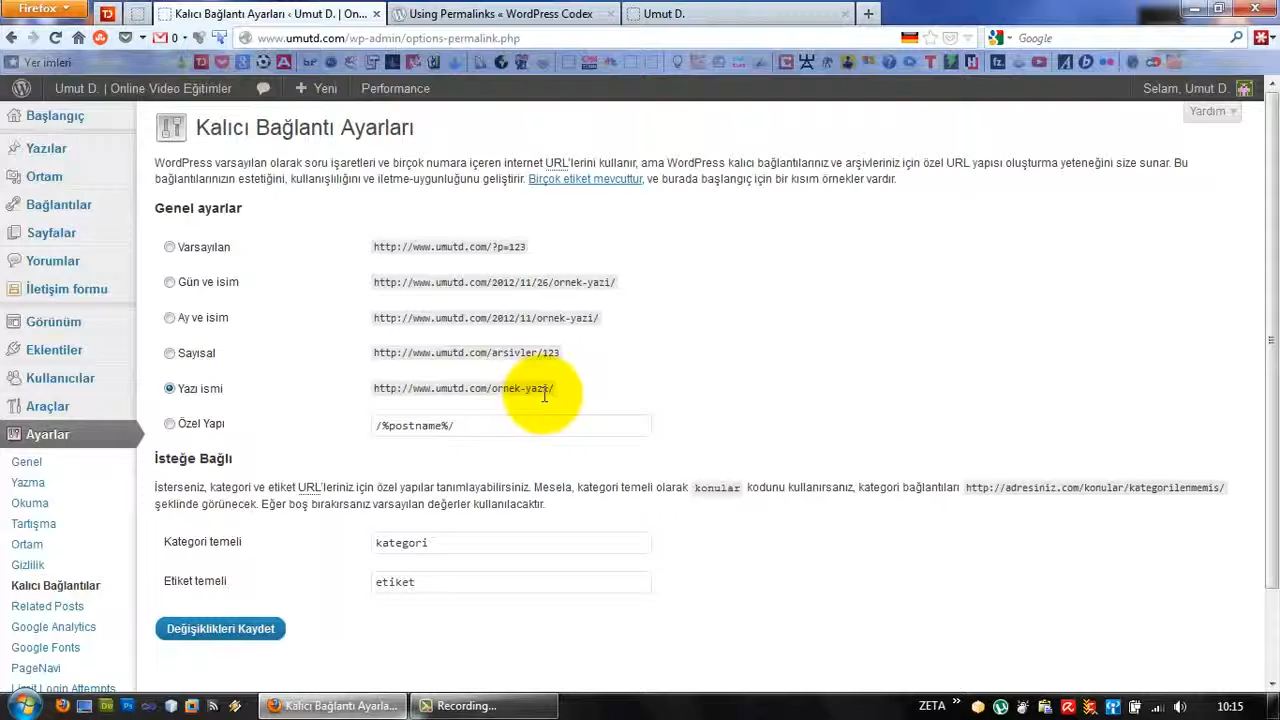 Firefox
Kalıcı Bağlantı Ayarları ‹ Umut D. | On...
Using Permalinks « WordPress Codex
Umut D.
www.umutd.com/wp-admin/options-permalink.php
Google
Yer imleri
Umut D. | Online Video Eğitimler
Yeni
Performance
Selam, Umut D.
Başlangıç
Yazılar
Ortam
Bağlantılar
Sayfalar
Yorumlar
İletişim formu
Görünüm
Eklentiler
Kullanıcılar
Araçlar
Ayarlar
Genel
Yazma
Okuma
Tartışma
Ortam
Gizlilik
Kalıcı Bağlantılar
Related Posts
Google Analytics
Google Fonts
PageNavi
Limit Login Attempts
Yardım
Kalıcı Bağlantı Ayarları
WordPress varsayılan olarak soru işaretleri ve birçok numara içeren internet URL'lerini kullanır, ama WordPress kalıcı bağlantılarınız ve arşivleriniz için özel URL yapısı oluşturma yeteneğini size sunar. Bu
bağlantılarınızın estetiğini, kullanışlılığını ve iletme-uygunluğunu geliştirir. Birçok etiket mevcuttur, ve burada başlangıç için bir kısım örnekler vardır.
Genel ayarlar
Varsayılan http://www.umutd.com/?p=123
Gün ve isim http://www.umutd.com/2012/11/26/ornek-yazi/
Ay ve isim http://www.umutd.com/2012/11/ornek-yazi/
Sayısal http://www.umutd.com/arsivler/123
Yazı ismi http://www.umutd.com/ornek-yazi/
Özel Yapı /%postname%/
İsteğe Bağlı
İsterseniz, kategori ve etiket URL'leriniz için özel yapılar tanımlayabilirsiniz. Mesela, kategori temeli olarak konular kodunu kullanırsanız, kategori bağlantıları http://adresiniz.com/konular/kategorilenmemis/
şeklinde görünecek. Eğer boş bırakırsanız varsayılan değerler kullanılacaktır.
Kategori temeli kategori
Etiket temeli etiket
Değişiklikleri Kaydet
Kalıcı Bağlantı Ayarla...
Recording...
ZETA
10:15